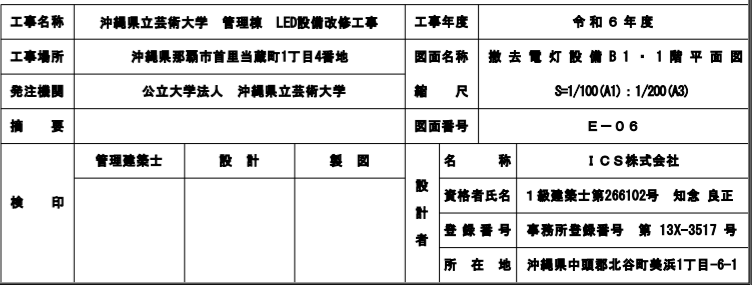 工事名称 沖縄県立芸術大学 管理棟 LED設備改修工事 工事年度 令和６年度
工事場所 沖縄県那覇市首里当蔵町1丁目4番地 図面名称 撤去電灯設備Ｂ１・１階平面図
発注機関 公立大学法人 沖縄県立芸術大学 縮尺 S=1/100(A1)：1/200(A3)
摘要 図面番号 Ｅ－０６
検印 管理建築士 設計 製図 設計者 名称 ＩＣＳ株式会社
資格者氏名 １級建築士第266102号 知念 良正
登録番号 事務所登録番号 第 13X-3517 号
所在地 沖縄県中頭郡北谷町美浜1丁目-6-1